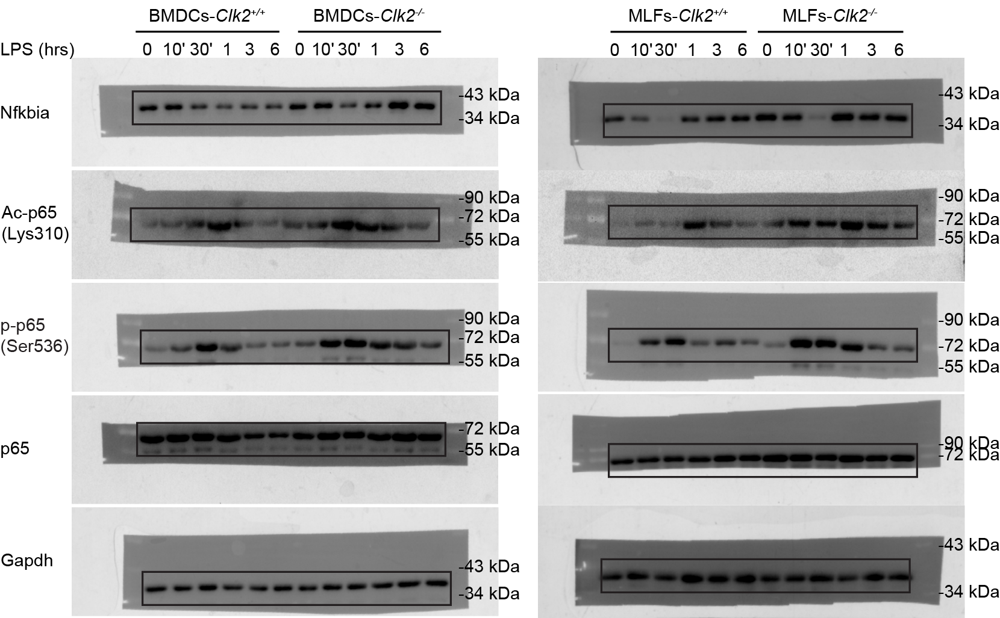 BMDCs-Clk2+/+ BMDCs-Clk2-/- MLFs-Clk2+/+ MLFs-Clk2-/-
LPS (hrs) 0 10' 30' 1 3 6 0 10' 30' 1 3 6 0 10' 30' 1 3 6 0 10' 30' 1 3 6
Nfkbia
-43 kDa
-34 kDa
-43 kDa
-34 kDa
Ac-p65
(Lys310)
-90 kDa
-72 kDa
-55 kDa
-90 kDa
-72 kDa
-55 kDa
p-p65
(Ser536)
-90 kDa
-72 kDa
-55 kDa
-90 kDa
-72 kDa
-55 kDa
p65
-72 kDa
-55 kDa
-90 kDa
-72 kDa
Gapdh
-43 kDa
-34 kDa
-43 kDa
-34 kDa